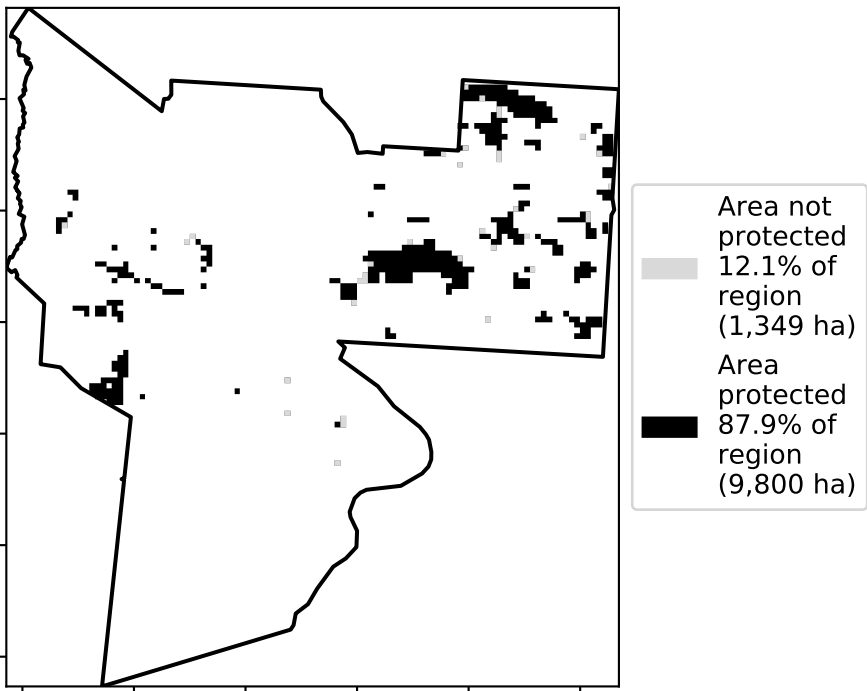 Area not
protected
12.1% of
region
(1,349 ha)
Area
protected
87.9% of
region
(9,800 ha)